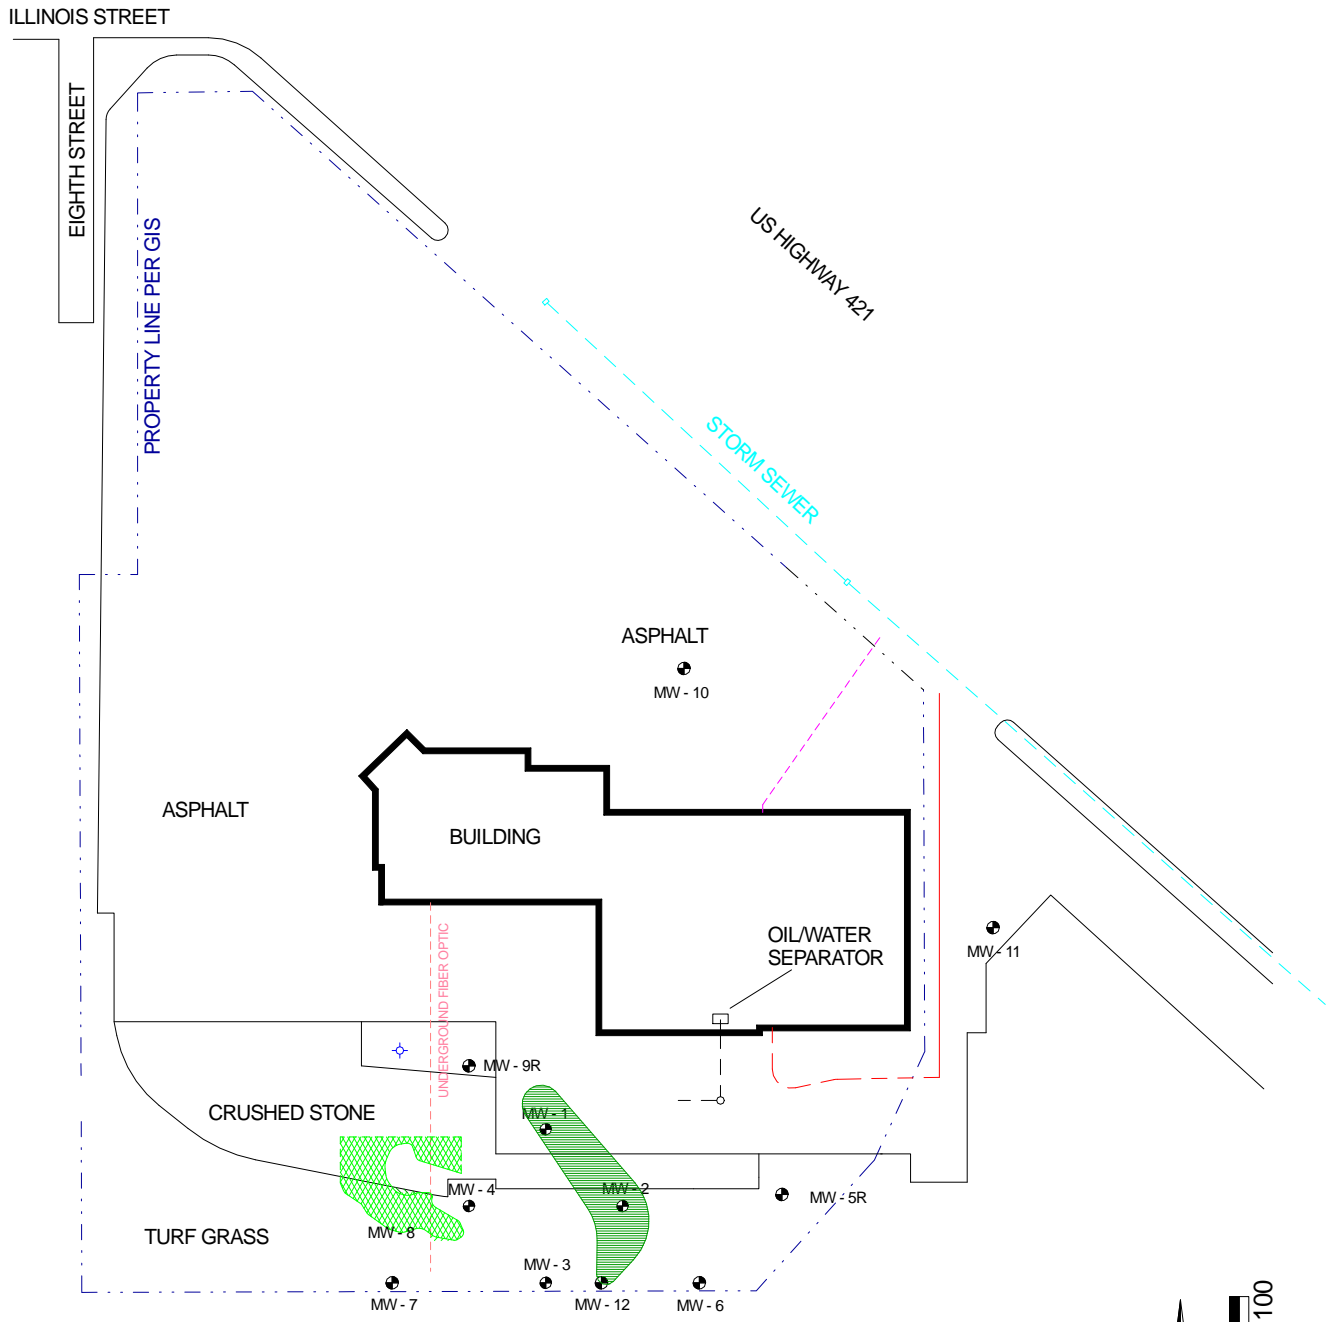 ILLINOIS STREET
EIGHTH STREET
PROPERTY LINE PER GIS
US HIGHWAY 421
STORM SEWER
ASPHALT
MW - 10
ASPHALT
BUILDING
OIL/WATER
SEPARATOR
MW - 11
UNDERGROUND FIBER OPTIC
MW - 9R
CRUSHED STONE
MW - 1
MW - 4
MW - 2
MW - 5R
MW - 8
TURF GRASS
MW - 3
MW - 7
MW - 12
MW - 6
100